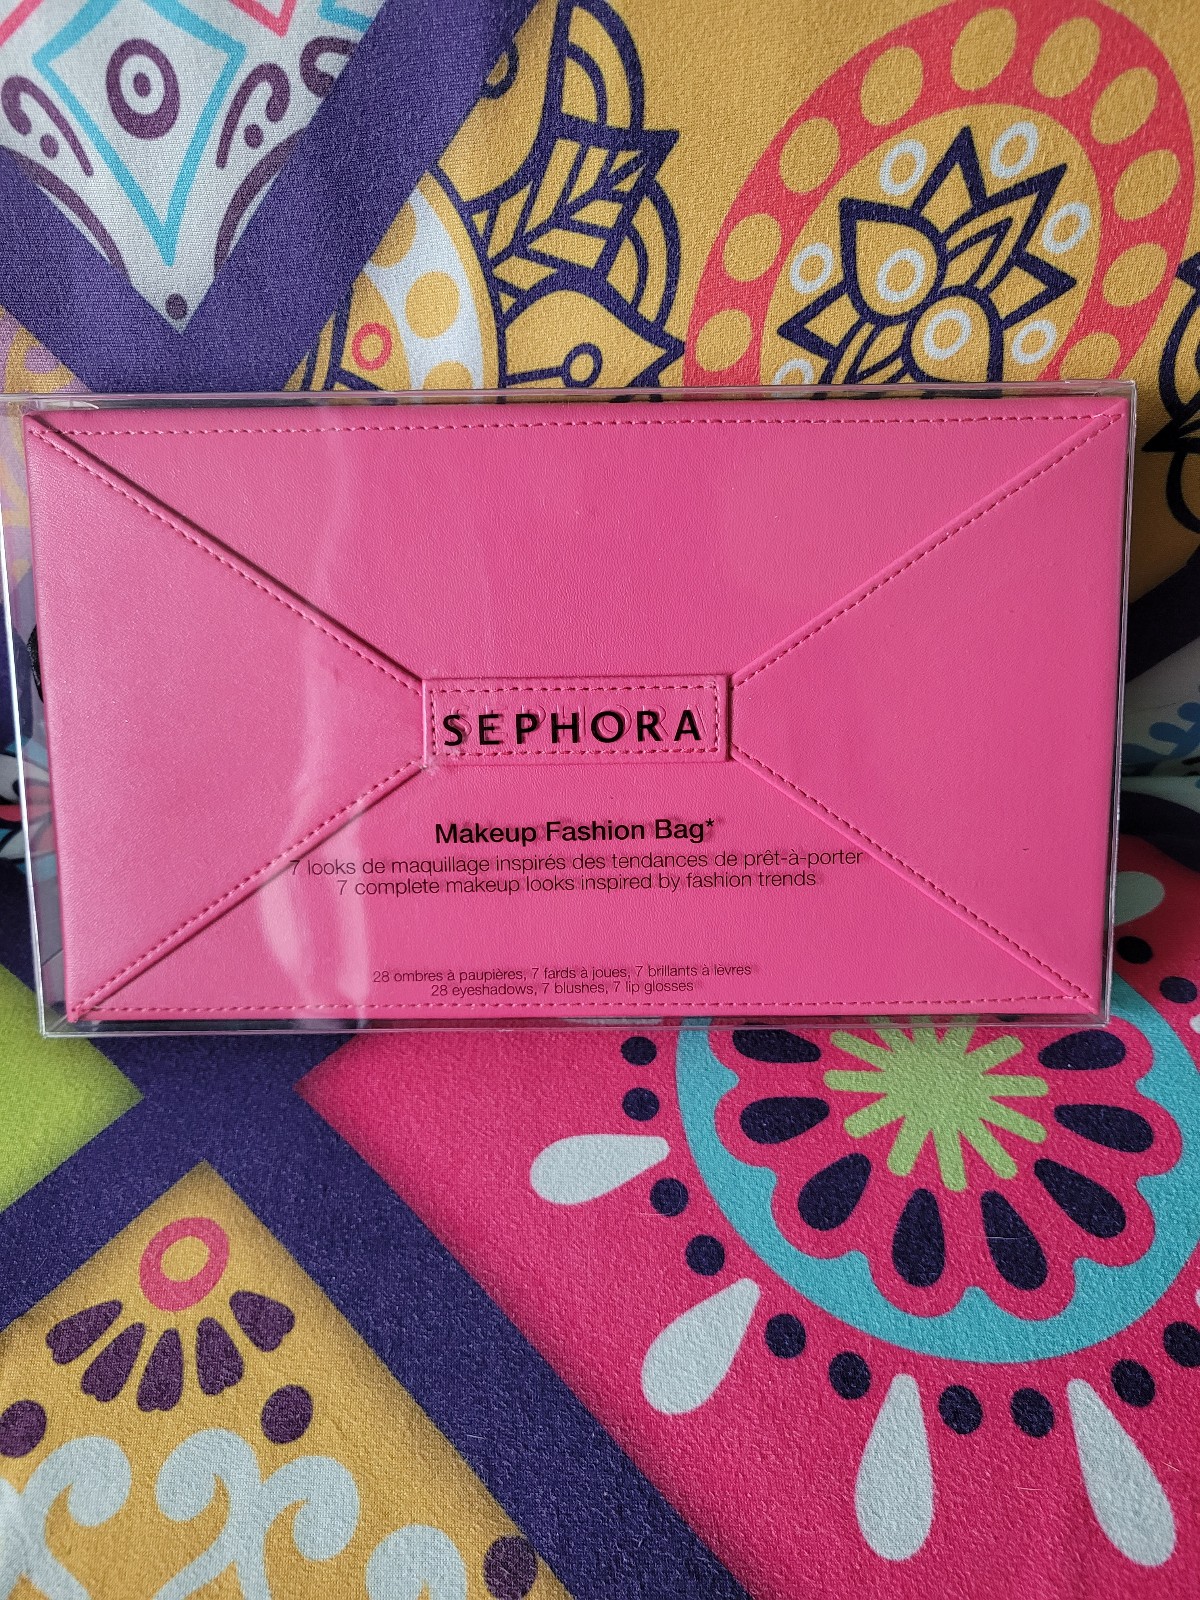 SEPHORA
Makeup Fashion Bag*
7 looks de maquillage inspirés des tendances de prêt-à-porter
7 complete makeup looks inspired by fashion trends
28 ombres à paupières, 7 fards à joues, 7 brillants à lèvres
28 eyeshadows, 7 blushes, 7 lip glosses